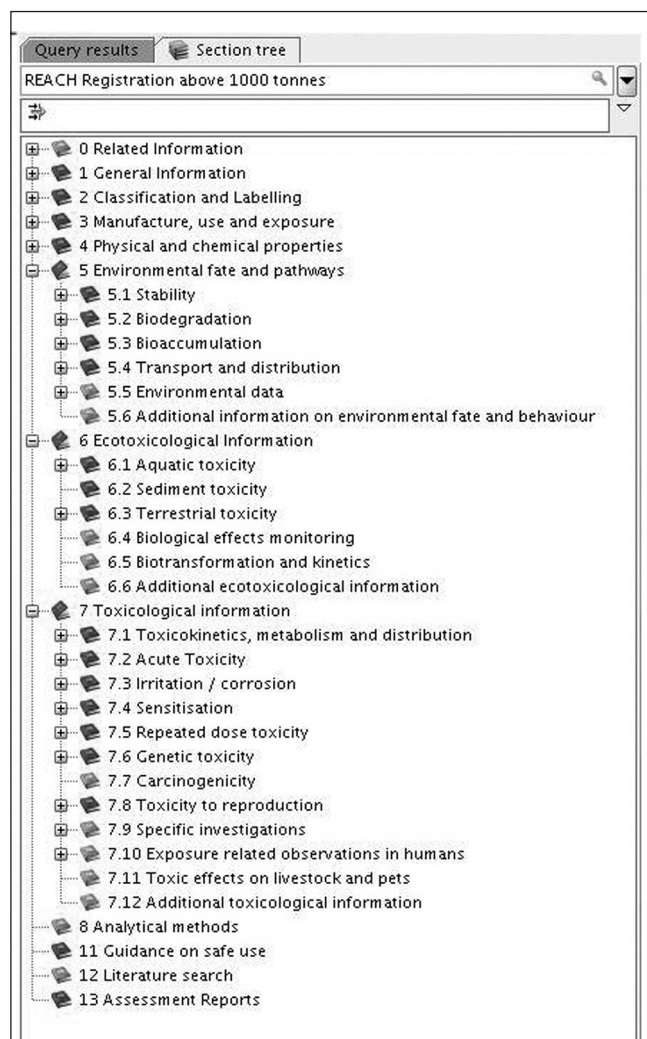 Query results Section tree
REACH Registration above 1000 tonnes
0 Related Information
1 General Information
2 Classification and Labelling
3 Manufacture, use and exposure
4 Physical and chemical properties
5 Environmental fate and pathways
5.1 Stability
5.2 Biodegradation
5.3 Bioaccumulation
5.4 Transport and distribution
5.5 Environmental data
5.6 Additional information on environmental fate and behaviour
6 Ecotoxicological Information
6.1 Aquatic toxicity
6.2 Sediment toxicity
6.3 Terrestrial toxicity
6.4 Biological effects monitoring
6.5 Biotransformation and kinetics
6.6 Additional ecotoxicological information
7 Toxicological information
7.1 Toxicokinetics, metabolism and distribution
7.2 Acute Toxicity
7.3 Irritation / corrosion
7.4 Sensitisation
7.5 Repeated dose toxicity
7.6 Genetic toxicity
7.7 Carcinogenicity
7.8 Toxicity to reproduction
7.9 Specific investigations
7.10 Exposure related observations in humans
7.11 Toxic effects on livestock and pets
7.12 Additional toxicological information
8 Analytical methods
11 Guidance on safe use
12 Literature search
13 Assessment Reports